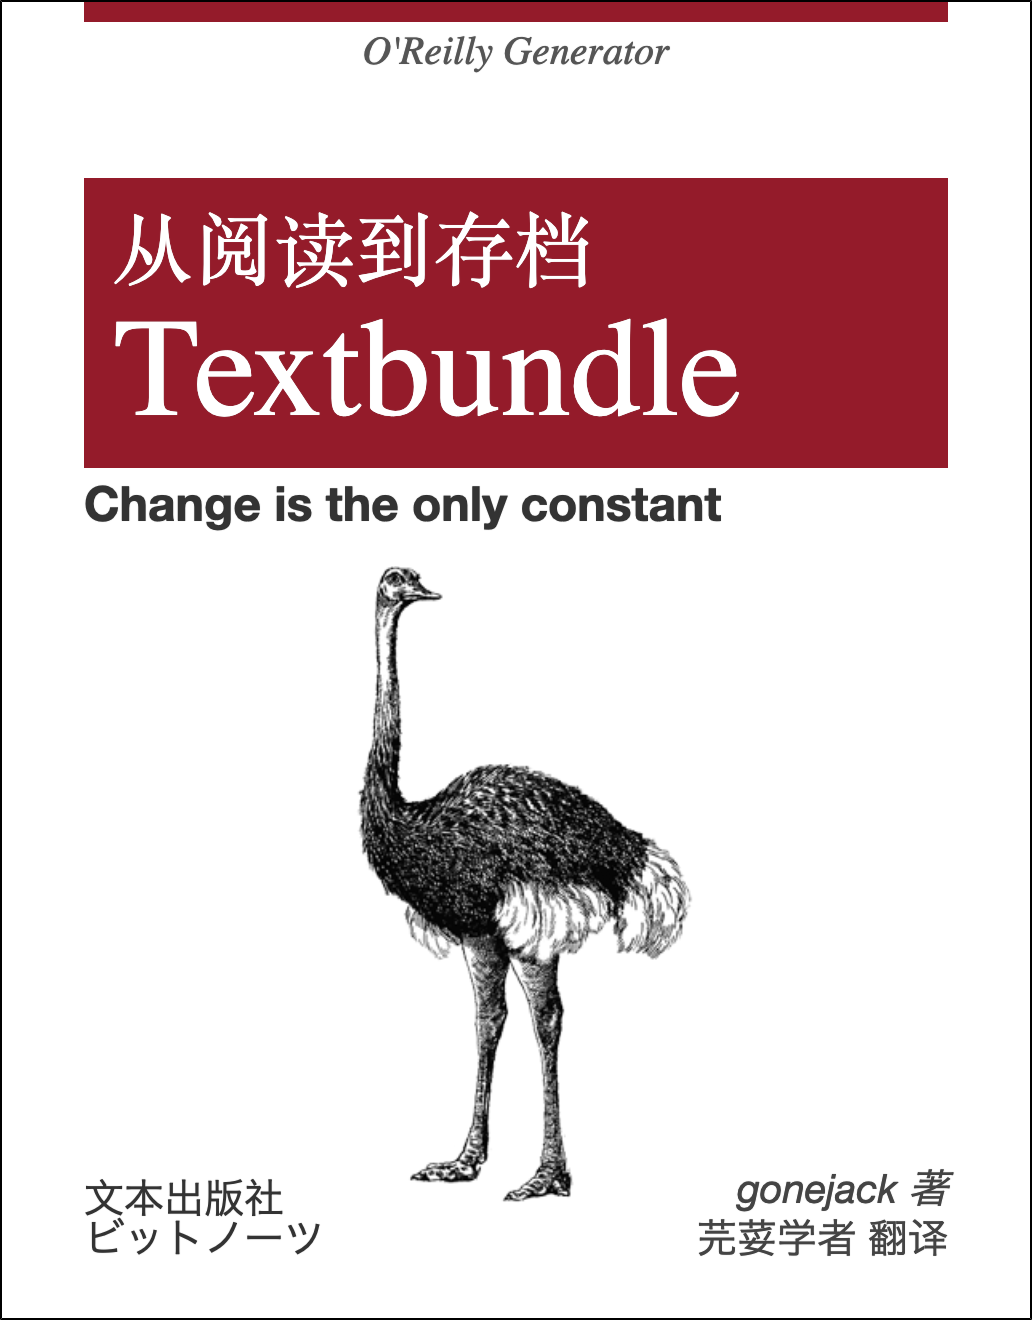 O'Reilly Generator
从阅读到存档
Textbundle
Change is the only constant
文本出版社
ビットノーツ
gonejack 著
芫荽学者 翻译